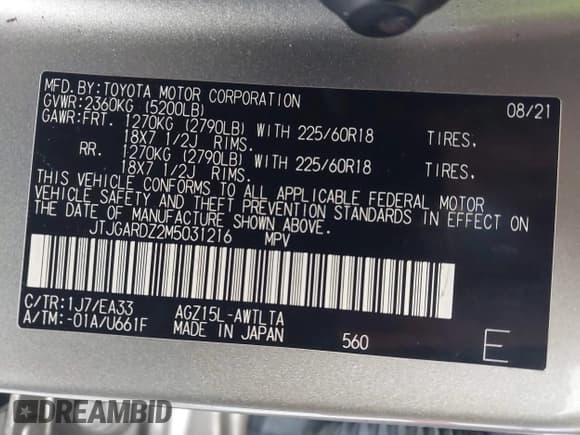 MFD.BY:TOYOTA MOTOR CORPORATION 08/21
GVWR:2360KG (5200LB)
GAWR:FRT. 1270KG (2790LB) WITH 225/60R18 TIRES.
18X7 1/2J RIMS.
RR. 1270KG (2790LB) WITH 225/60R18 TIRES.
18X7 1/2J RIMS.
THIS VEHICLE CONFORMS TO ALL APPLICABLE FEDERAL MOTOR
VEHICLE SAFETY AND THEFT PREVENTION STANDARDS IN EFFECT ON
THE DATE OF MANUFACTURE SHOWN ABOVE.
JTJGARDZ2M5031216 MPV
C/TR:1J7/EA33 AGZ15L-AWTLTA
A/TM:-01A/U661F MADE IN JAPAN 560 E
DREAMBID